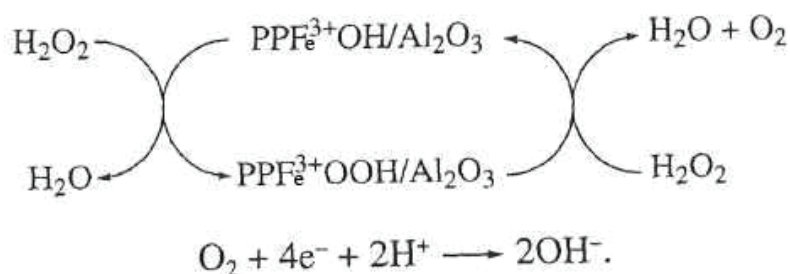 H₂O₂ PPFe³⁺OH/Al₂O₃ H₂O + O₂
H₂O PPFe³⁺OOH/Al₂O₃ H₂O₂
O₂ + 4e⁻ + 2H⁺ ⟶ 2OH⁻.